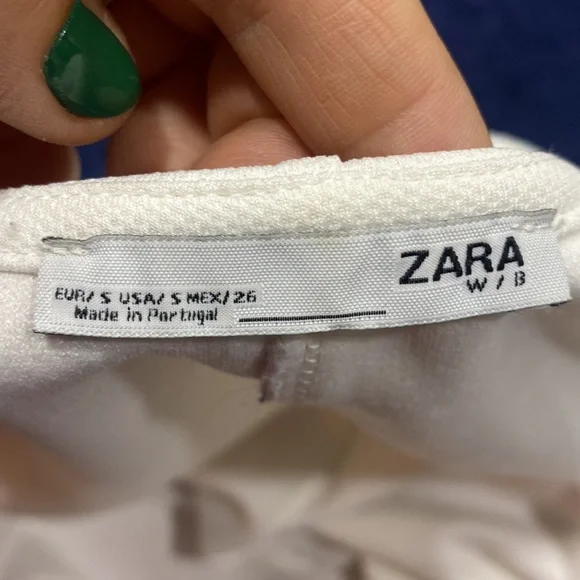 ZARA
W / B
EUR/ S USA/ S MEX/ 26
Made in Portugal